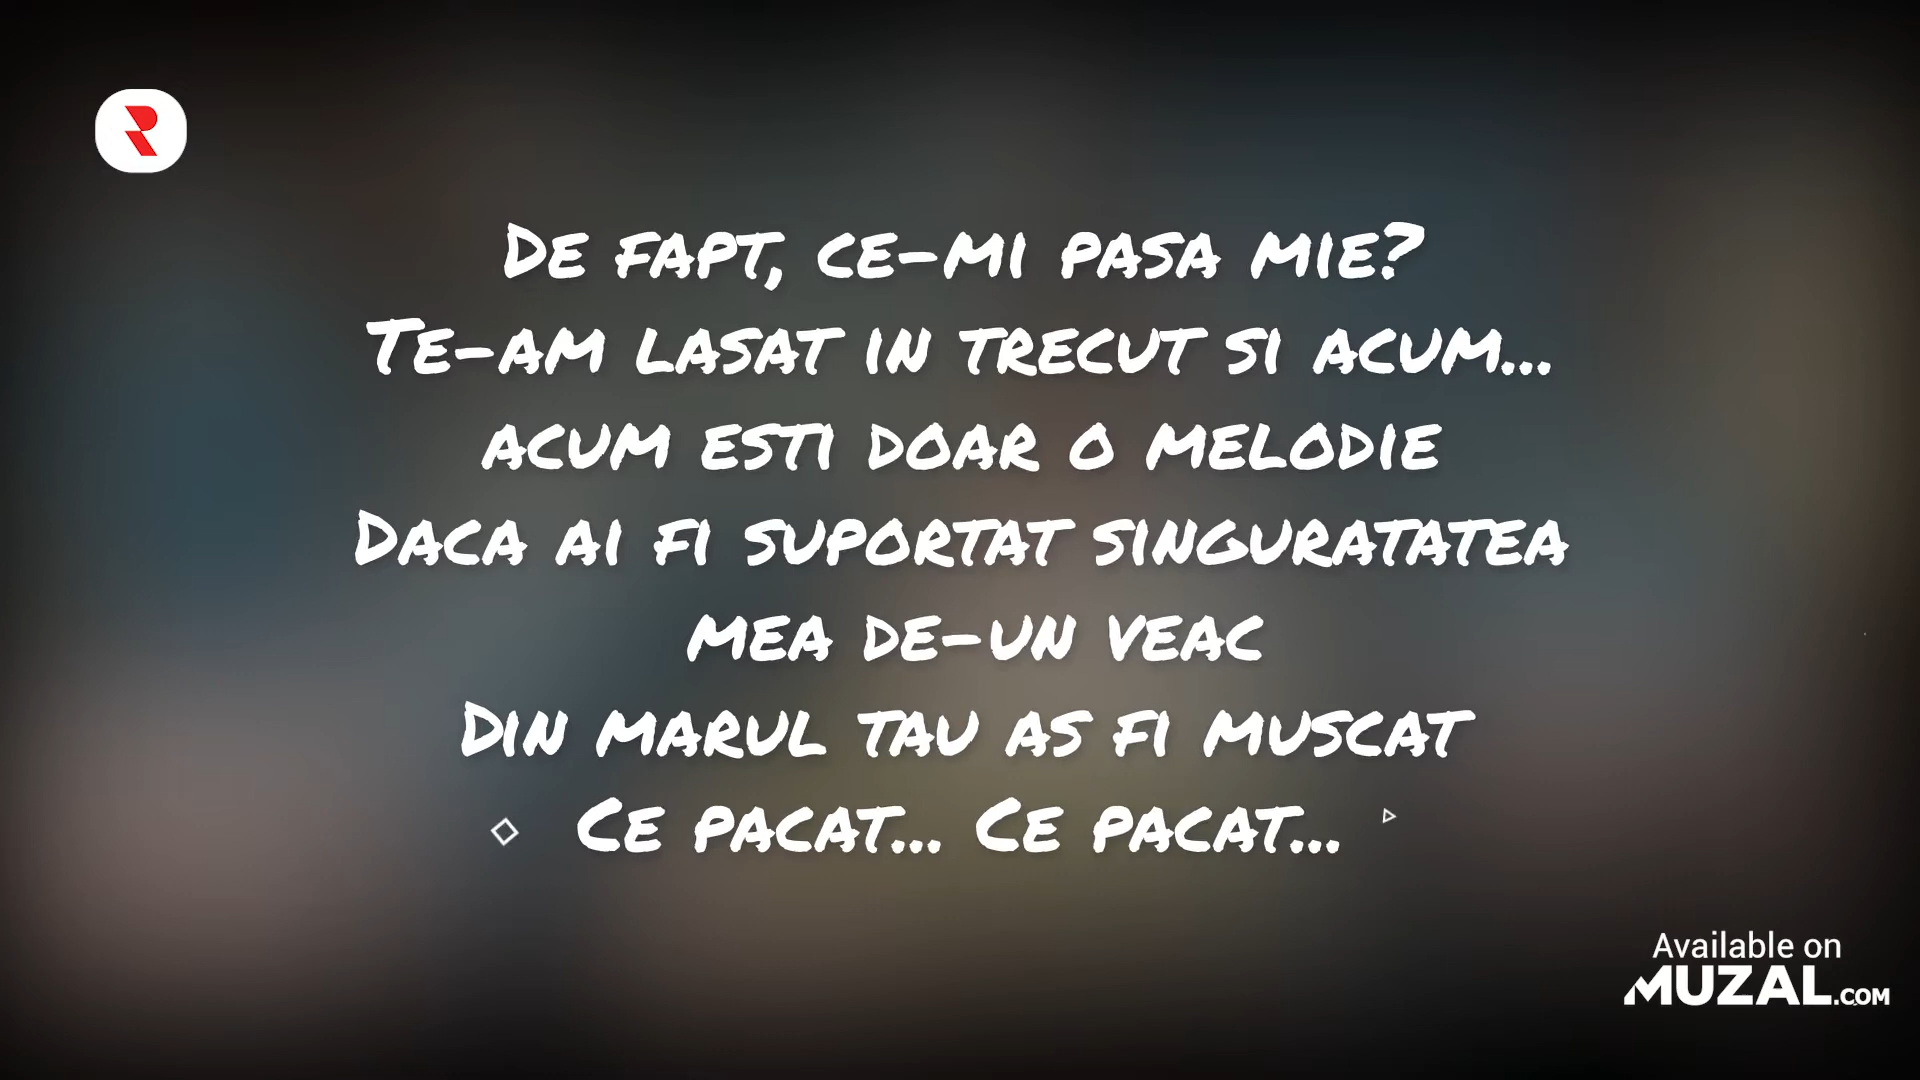 R
De fapt, ce-mi pasa mie?
Te-am lasat in trecut si acum...
acum esti doar o melodie
Daca ai fi suportat singuratatea
mea de-un veac
Din marul tau as fi muscat
Ce pacat... Ce pacat...
Available on
MUZAL.COM